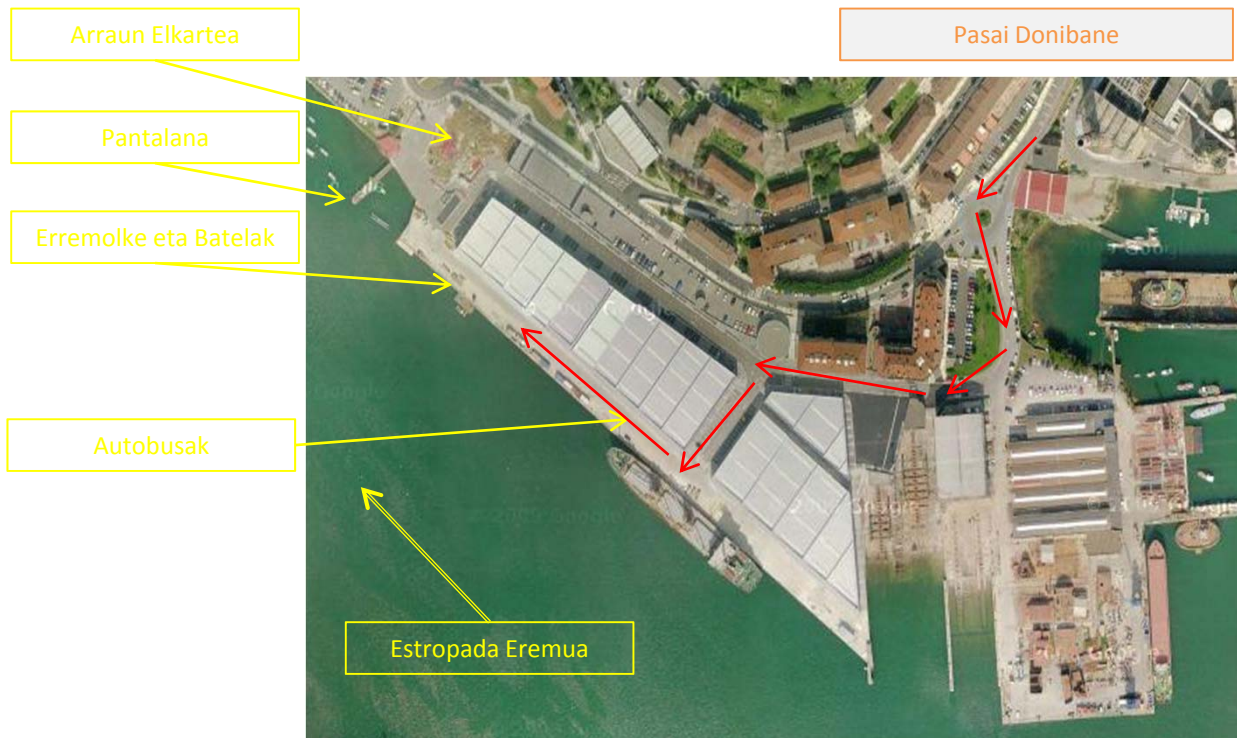 Arraun Elkartea
Pasai Donibane
Pantalana
Erremolke eta Batelak
Autobusak
Estropada Eremua